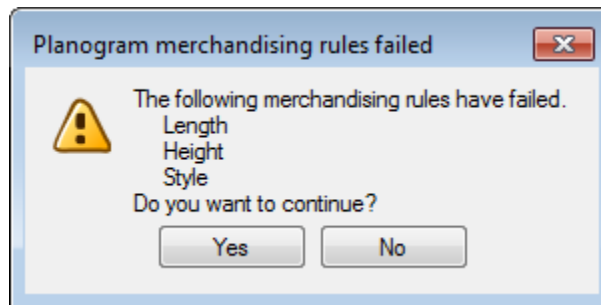 Planogram merchandising rules failed
The following merchandising rules have failed.
Length
Height
Style
Do you want to continue?
Yes No